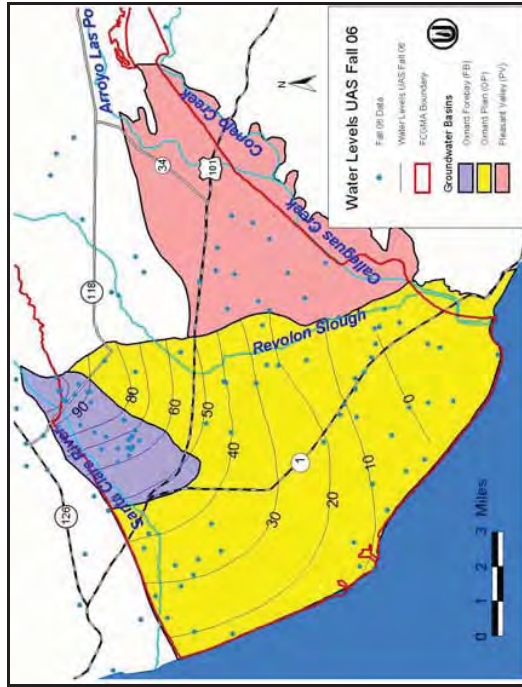 Water Levels UAS Fall 06
Fall 06 Data
Water Levels UAS Fall 06
FCGMA Boundary
Groundwater Basins
Oxnard Forebay (FB)
Oxnard Plain (OP)
Pleasant Valley (PV)
N
Arroyo Las Po
Conejo Creek
Calleguas Creek
Revolon Slough
Santa Clara River
126
118
34
101
1
90
80
60
50
40
30
20
10
0
0 1 2 3 Miles